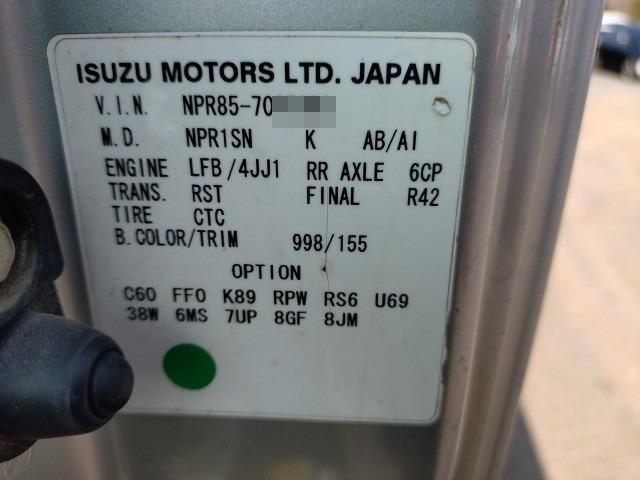 ISUZU MOTORS LTD. JAPAN
V.I.N. NPR85-70
M.D. NPR1SN K AB/AI
ENGINE LFB/4JJ1 RR AXLE 6CP
TRANS. RST FINAL R42
TIRE CTC
B.COLOR/TRIM 998/155
OPTION
C60 FF0 K89 RPW RS6 U69
38W 6MS 7UP 8GF 8JM